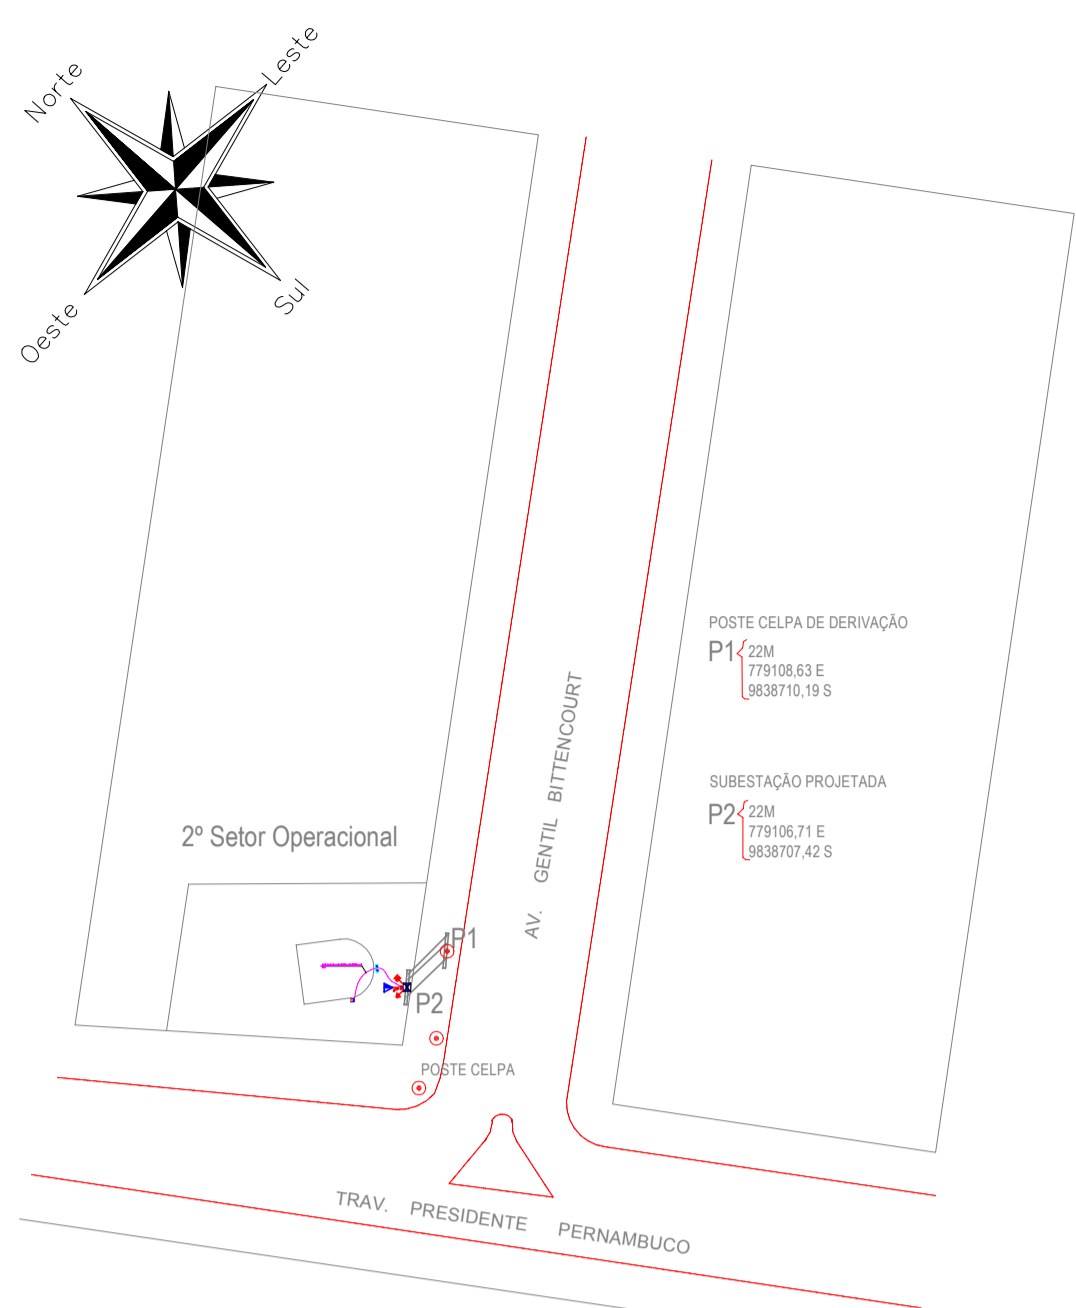 Norte
Leste
Oeste
Sul
POSTE CELPA DE DERIVAÇÃO
P1
22M
779108,63 E
9838710,19 S
AV. GENTIL BITTENCOURT
SUBESTAÇÃO PROJETADA
P2
22M
779106,71 E
9838707,42 S
2º Setor Operacional
P1
P2
POSTE CELPA
TRAV. PRESIDENTE PERNAMBUCO